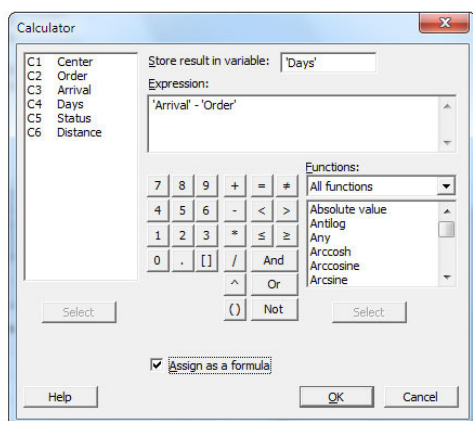 Calculator
C1 Center
C2 Order
C3 Arrival
C4 Days
C5 Status
C6 Distance
Store result in variable: 'Days'
Expression:
'Arrival' - 'Order'
Functions:
All functions
7 8 9 + = ≠
4 5 6 - < >
1 2 3 * ≤ ≥
0 . [] / And
^ Or
() Not
Absolute value
Antilog
Any
Arccosh
Arccosine
Arcsine
Select
Select
Assign as a formula
Help
OK
Cancel